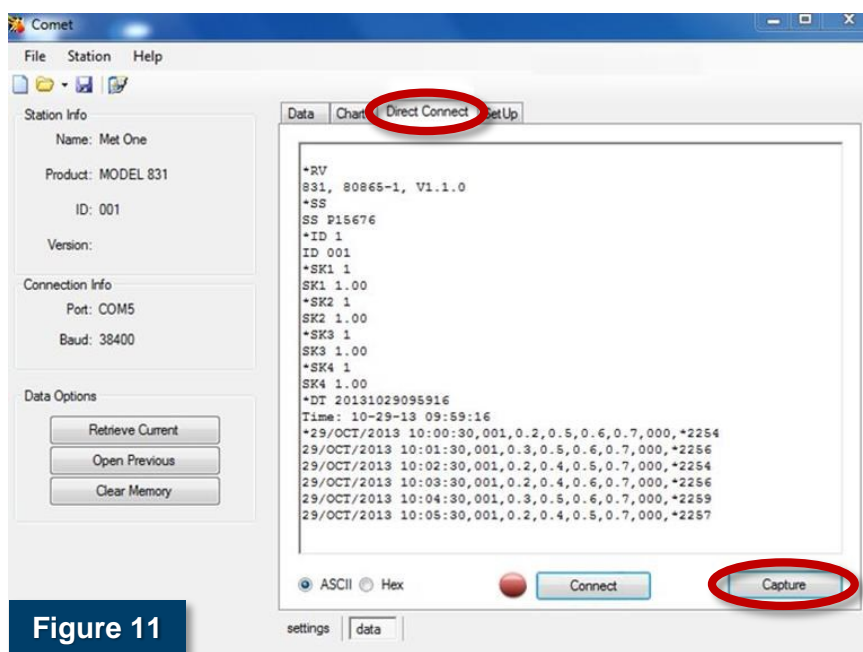 Comet
File Station Help
Station Info
Name: Met One
Product: MODEL 831
ID: 001
Version:
Connection Info
Port: COM5
Baud: 38400
Data Options
Retrieve Current
Open Previous
Clear Memory
Data Chart Direct Connect SetUp
*RV
831, 80865-1, V1.1.0
*SS
SS P15676
*ID 1
ID 001
*SK1 1
SK1 1.00
*SK2 1
SK2 1.00
*SK3 1
SK3 1.00
*SK4 1
SK4 1.00
*DT 20131029095916
Time: 10-29-13 09:59:16
*29/OCT/2013 10:00:30,001,0.2,0.5,0.6,0.7,000,*2254
29/OCT/2013 10:01:30,001,0.3,0.5,0.6,0.7,000,*2256
29/OCT/2013 10:02:30,001,0.2,0.4,0.5,0.7,000,*2254
29/OCT/2013 10:03:30,001,0.2,0.4,0.6,0.7,000,*2256
29/OCT/2013 10:04:30,001,0.3,0.5,0.6,0.7,000,*2259
29/OCT/2013 10:05:30,001,0.2,0.4,0.5,0.7,000,*2257
ASCII Hex Connect Capture
settings data
Figure 11